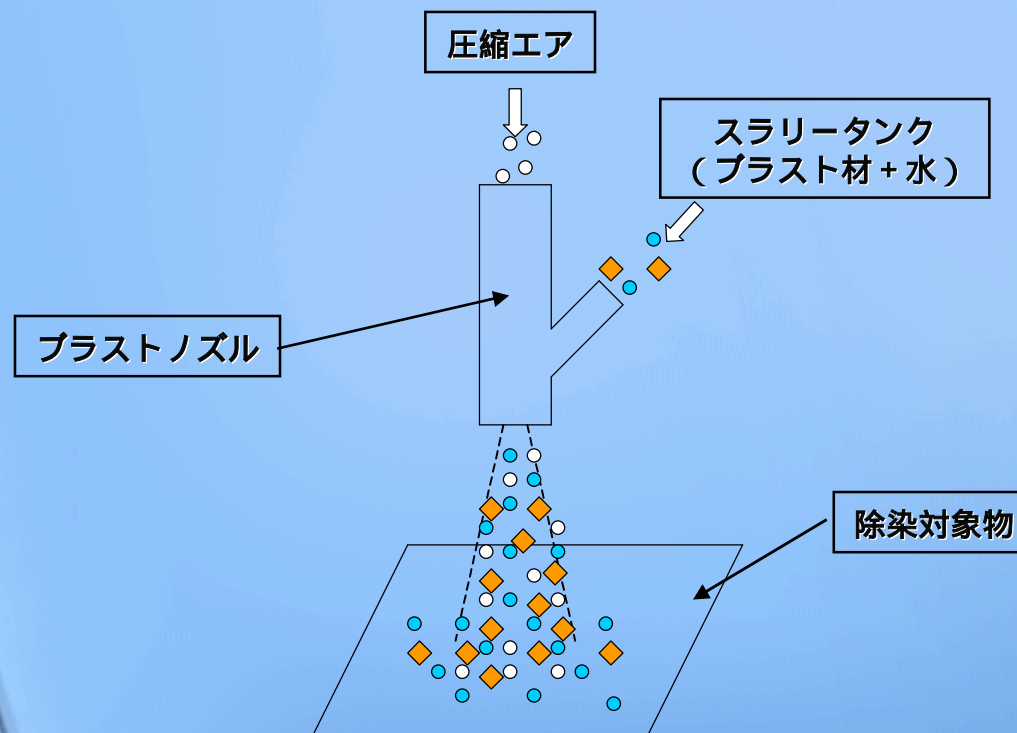 圧縮エア
スラリータンク
（ブラスト材＋水）
ブラストノズル
除染対象物